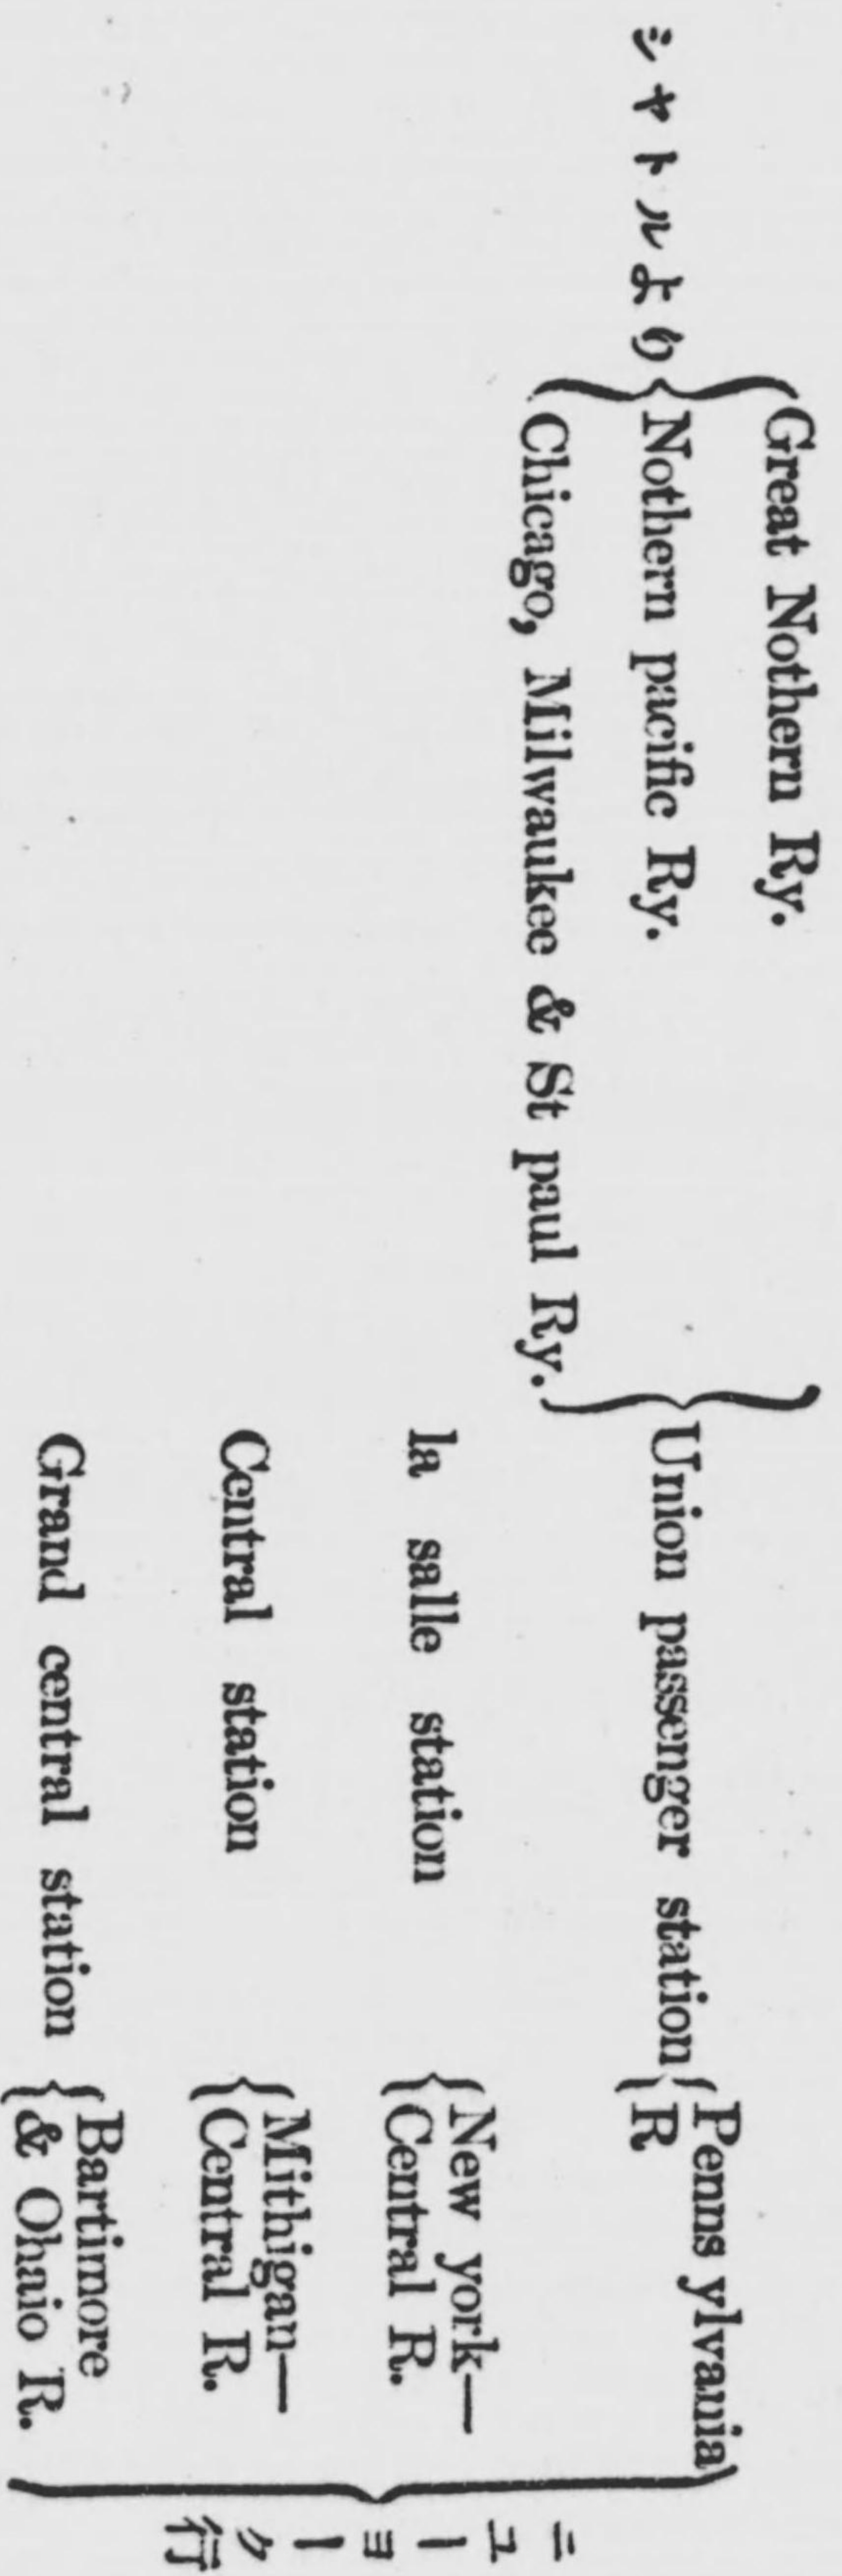 シヤトルより
Great Nothern Ry.
Nothern pacific Ry.
Chicago, Milwaukee & St paul Ry.
Union passenger station
Penns ylvania
R
la salle station
New york—
Central R.
Central station
Mithigan—
Central R.
Grand central station
Bartimore
& Ohaio R.
ニユーヨーク行